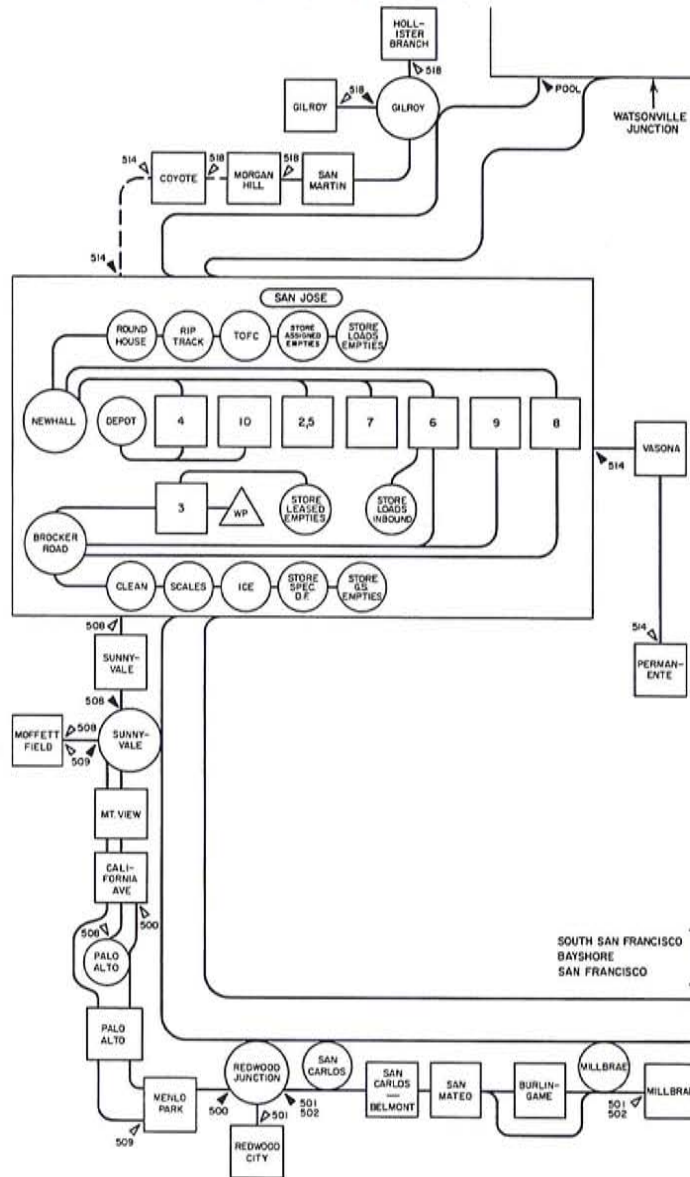 HOLL-
ISTER
BRANCH
518
GILROY
518
GILROY
POOL
WATSONVILLE
JUNCTION
514
COYOTE
518
MORGAN
HILL
518
SAN
MARTIN
514
SAN JOSE
ROUND
HOUSE
RIP
TRACK
TOFC
STORE
ASSIGNED
EMPTIES
STORE
LOADS
EMPTIES
NEWHALL
DEPOT
4
10
2,5
7
6
9
8
514
VASONA
3
WP
STORE
LEASED
EMPTIES
STORE
LOADS
INBOUND
BROCKER
ROAD
CLEAN
SCALES
ICE
STORE
SPEC.
D.F.
STORE
G.S.
EMPTIES
508
SUNNY-
VALE
514
PERMAN-
ENTE
508
MOFFETT
FIELD
508
509
SUNNY-
VALE
MT. VIEW
CALI-
FORNIA
AVE
508
500
PALO
ALTO
SOUTH SAN FRANCISCO
BAYSHORE
SAN FRANCISCO
PALO
ALTO
MENLO
PARK
509
500
REDWOOD
JUNCTION
501
502
501
REDWOOD
CITY
SAN
CARLOS
SAN
CARLOS
BELMONT
SAN
MATEO
BURLIN-
GAME
MILLBRAE
501
502
MILLBRAE